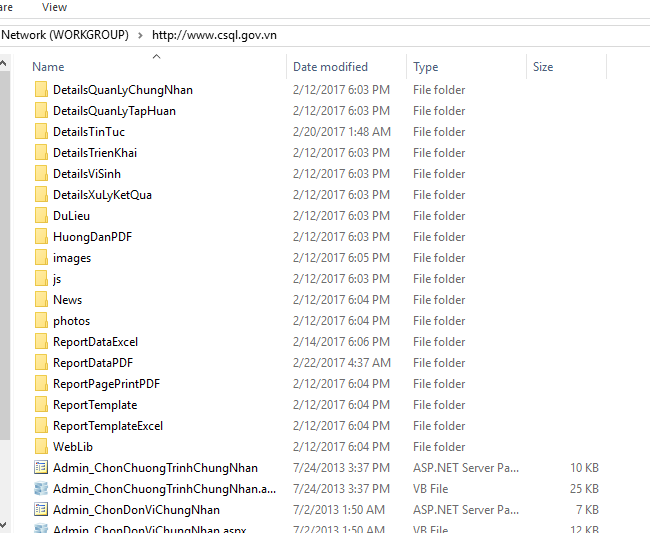 are View
Network (WORKGROUP) > http://www.csql.gov.vn
Name Date modified Type Size
DetailsQuanLyChungNhan 2/12/2017 6:03 PM File folder
DetailsQuanLyTapHuan 2/12/2017 6:03 PM File folder
DetailsTinTuc 2/20/2017 1:48 AM File folder
DetailsTrienKhai 2/12/2017 6:03 PM File folder
DetailsViSinh 2/12/2017 6:03 PM File folder
DetailsXuLyKetQua 2/12/2017 6:03 PM File folder
DuLieu 2/12/2017 6:03 PM File folder
HuongDanPDF 2/12/2017 6:03 PM File folder
images 2/12/2017 6:05 PM File folder
js 2/12/2017 6:03 PM File folder
News 2/12/2017 6:04 PM File folder
photos 2/12/2017 6:04 PM File folder
ReportDataExcel 2/14/2017 6:06 PM File folder
ReportDataPDF 2/22/2017 4:37 AM File folder
ReportPagePrintPDF 2/12/2017 6:04 PM File folder
ReportTemplate 2/12/2017 6:04 PM File folder
ReportTemplateExcel 2/12/2017 6:04 PM File folder
WebLib 2/12/2017 6:04 PM File folder
Admin_ChonChuongTrinhChungNhan 7/24/2013 3:37 PM ASP.NET Server Pa... 10 KB
Admin_ChonChuongTrinhChungNhan.a... 7/24/2013 3:37 PM VB File 25 KB
Admin_ChonDonViChungNhan 7/2/2013 1:50 AM ASP.NET Server Pa... 7 KB
Admin_ChonDonViChungNhan.aspx 7/2/2013 1:50 AM VB File 12 KB